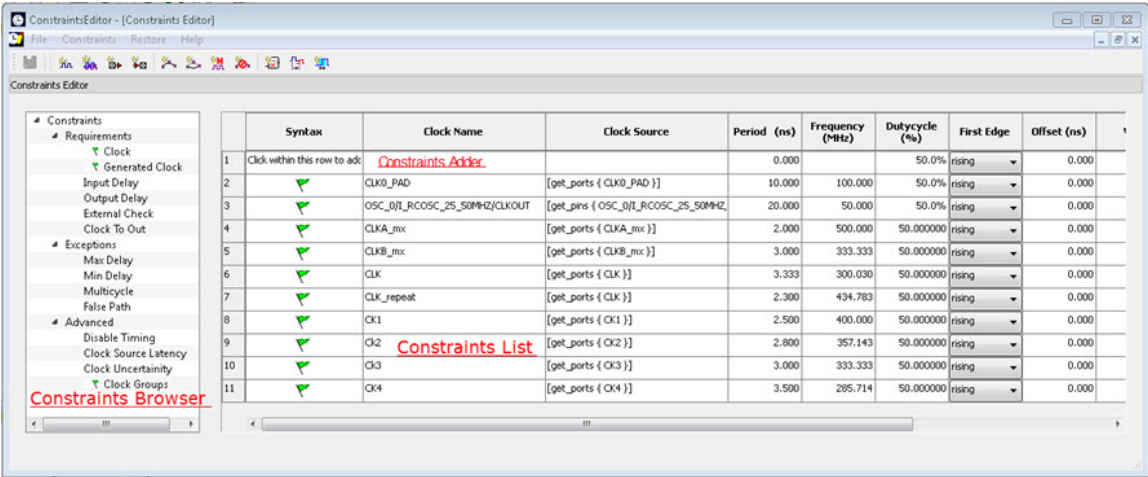 ConstraintsEditor - [Constraints Editor]
File Constraints Restore Help
Constraints Editor
Constraints
Requirements
Clock
Generated Clock
Input Delay
Output Delay
External Check
Clock To Out
Exceptions
Max Delay
Min Delay
Multicycle
False Path
Advanced
Disable Timing
Clock Source Latency
Clock Uncertainity
Clock Groups
Constraints Browser
Syntax Clock Name Clock Source Period (ns) Frequency (MHz) Dutycycle (%) First Edge Offset (ns)
1 Click within this row to add Constraints Adder 0.000 50.0% rising 0.000
2 CLK0_PAD [get_ports { CLK0_PAD }] 10.000 100.000 50.0% rising 0.000
3 OSC_0/I_RCOSC_25_50MHZ/CLKOUT [get_pins { OSC_0/I_RCOSC_25_50MHZ, 20.000 50.000 50.0% rising 0.000
4 CLKA_mx [get_ports { CLKA_mx }] 2.000 500.000 50.000000 rising 0.000
5 CLKB_mx [get_ports { CLKB_mx }] 3.000 333.333 50.000000 rising 0.000
6 CLK [get_ports { CLK }] 3.333 300.030 50.000000 rising 0.000
7 CLK_repeat [get_ports { CLK }] 2.300 434.783 50.000000 rising 0.000
8 CK1 [get_ports { CK1 }] 2.500 400.000 50.000000 rising 0.000
9 Ck2 [get_ports { CK2 }] 2.800 357.143 50.000000 rising 0.000
Constraints List
10 Ck3 [get_ports { CK3 }] 3.000 333.333 50.000000 rising 0.000
11 CK4 [get_ports { CK4 }] 3.500 285.714 50.000000 rising 0.000